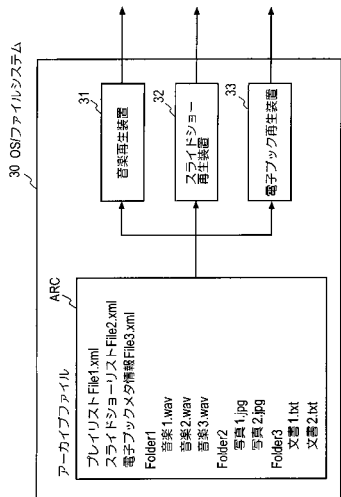 30 OS/ファイルシステム
アーカイブファイル
ARC
プレイリストFile1.xml
スライドショーリストFile2.xml
電子ブックメタ情報File3.xml
Folder1
音楽1.wav
音楽2.wav
音楽3.wav
Folder2
写真1.jpg
写真2.jpg
Folder3
文書1.txt
文書2.txt
31
音楽再生装置
32
スライドショー
再生装置
33
電子ブック再生装置